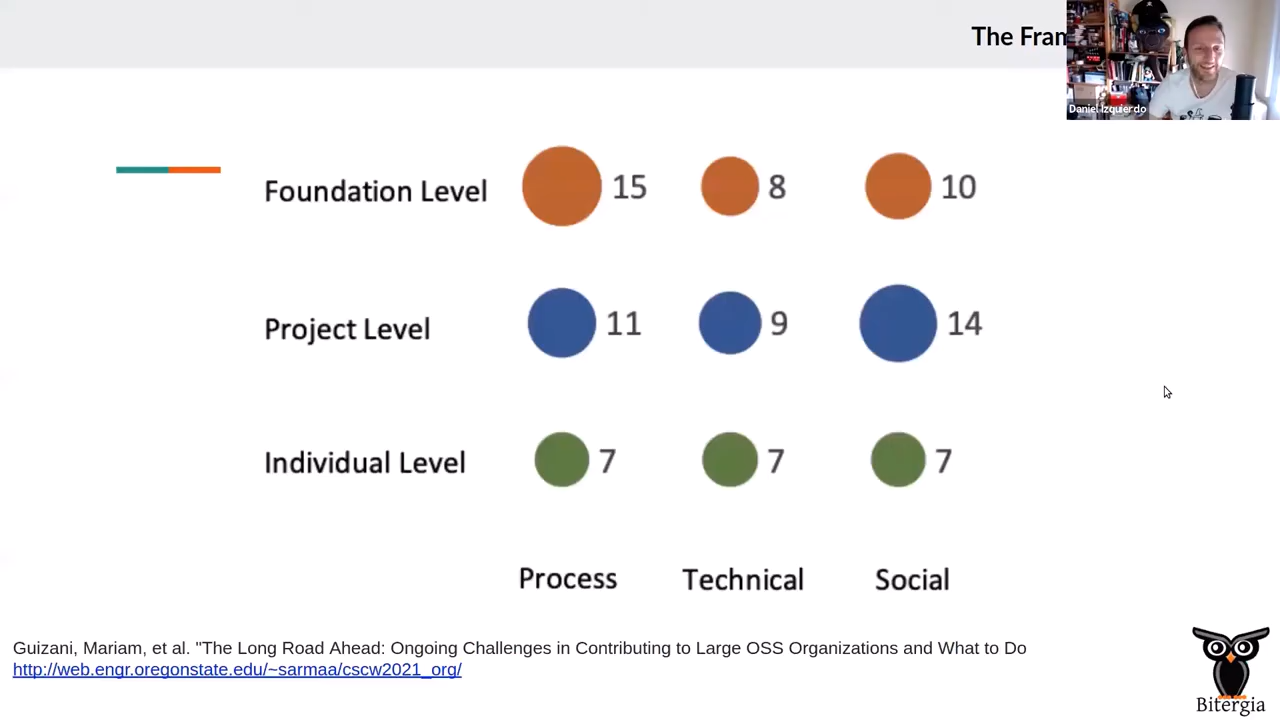 The Fram
Daniel Izquierdo
Foundation Level 15 8 10
Project Level 11 9 14
Individual Level 7 7 7
Process Technical Social
Guizani, Mariam, et al. "The Long Road Ahead: Ongoing Challenges in Contributing to Large OSS Organizations and What to Do
http://web.engr.oregonstate.edu/~sarmaa/cscw2021_org/
Bitergia